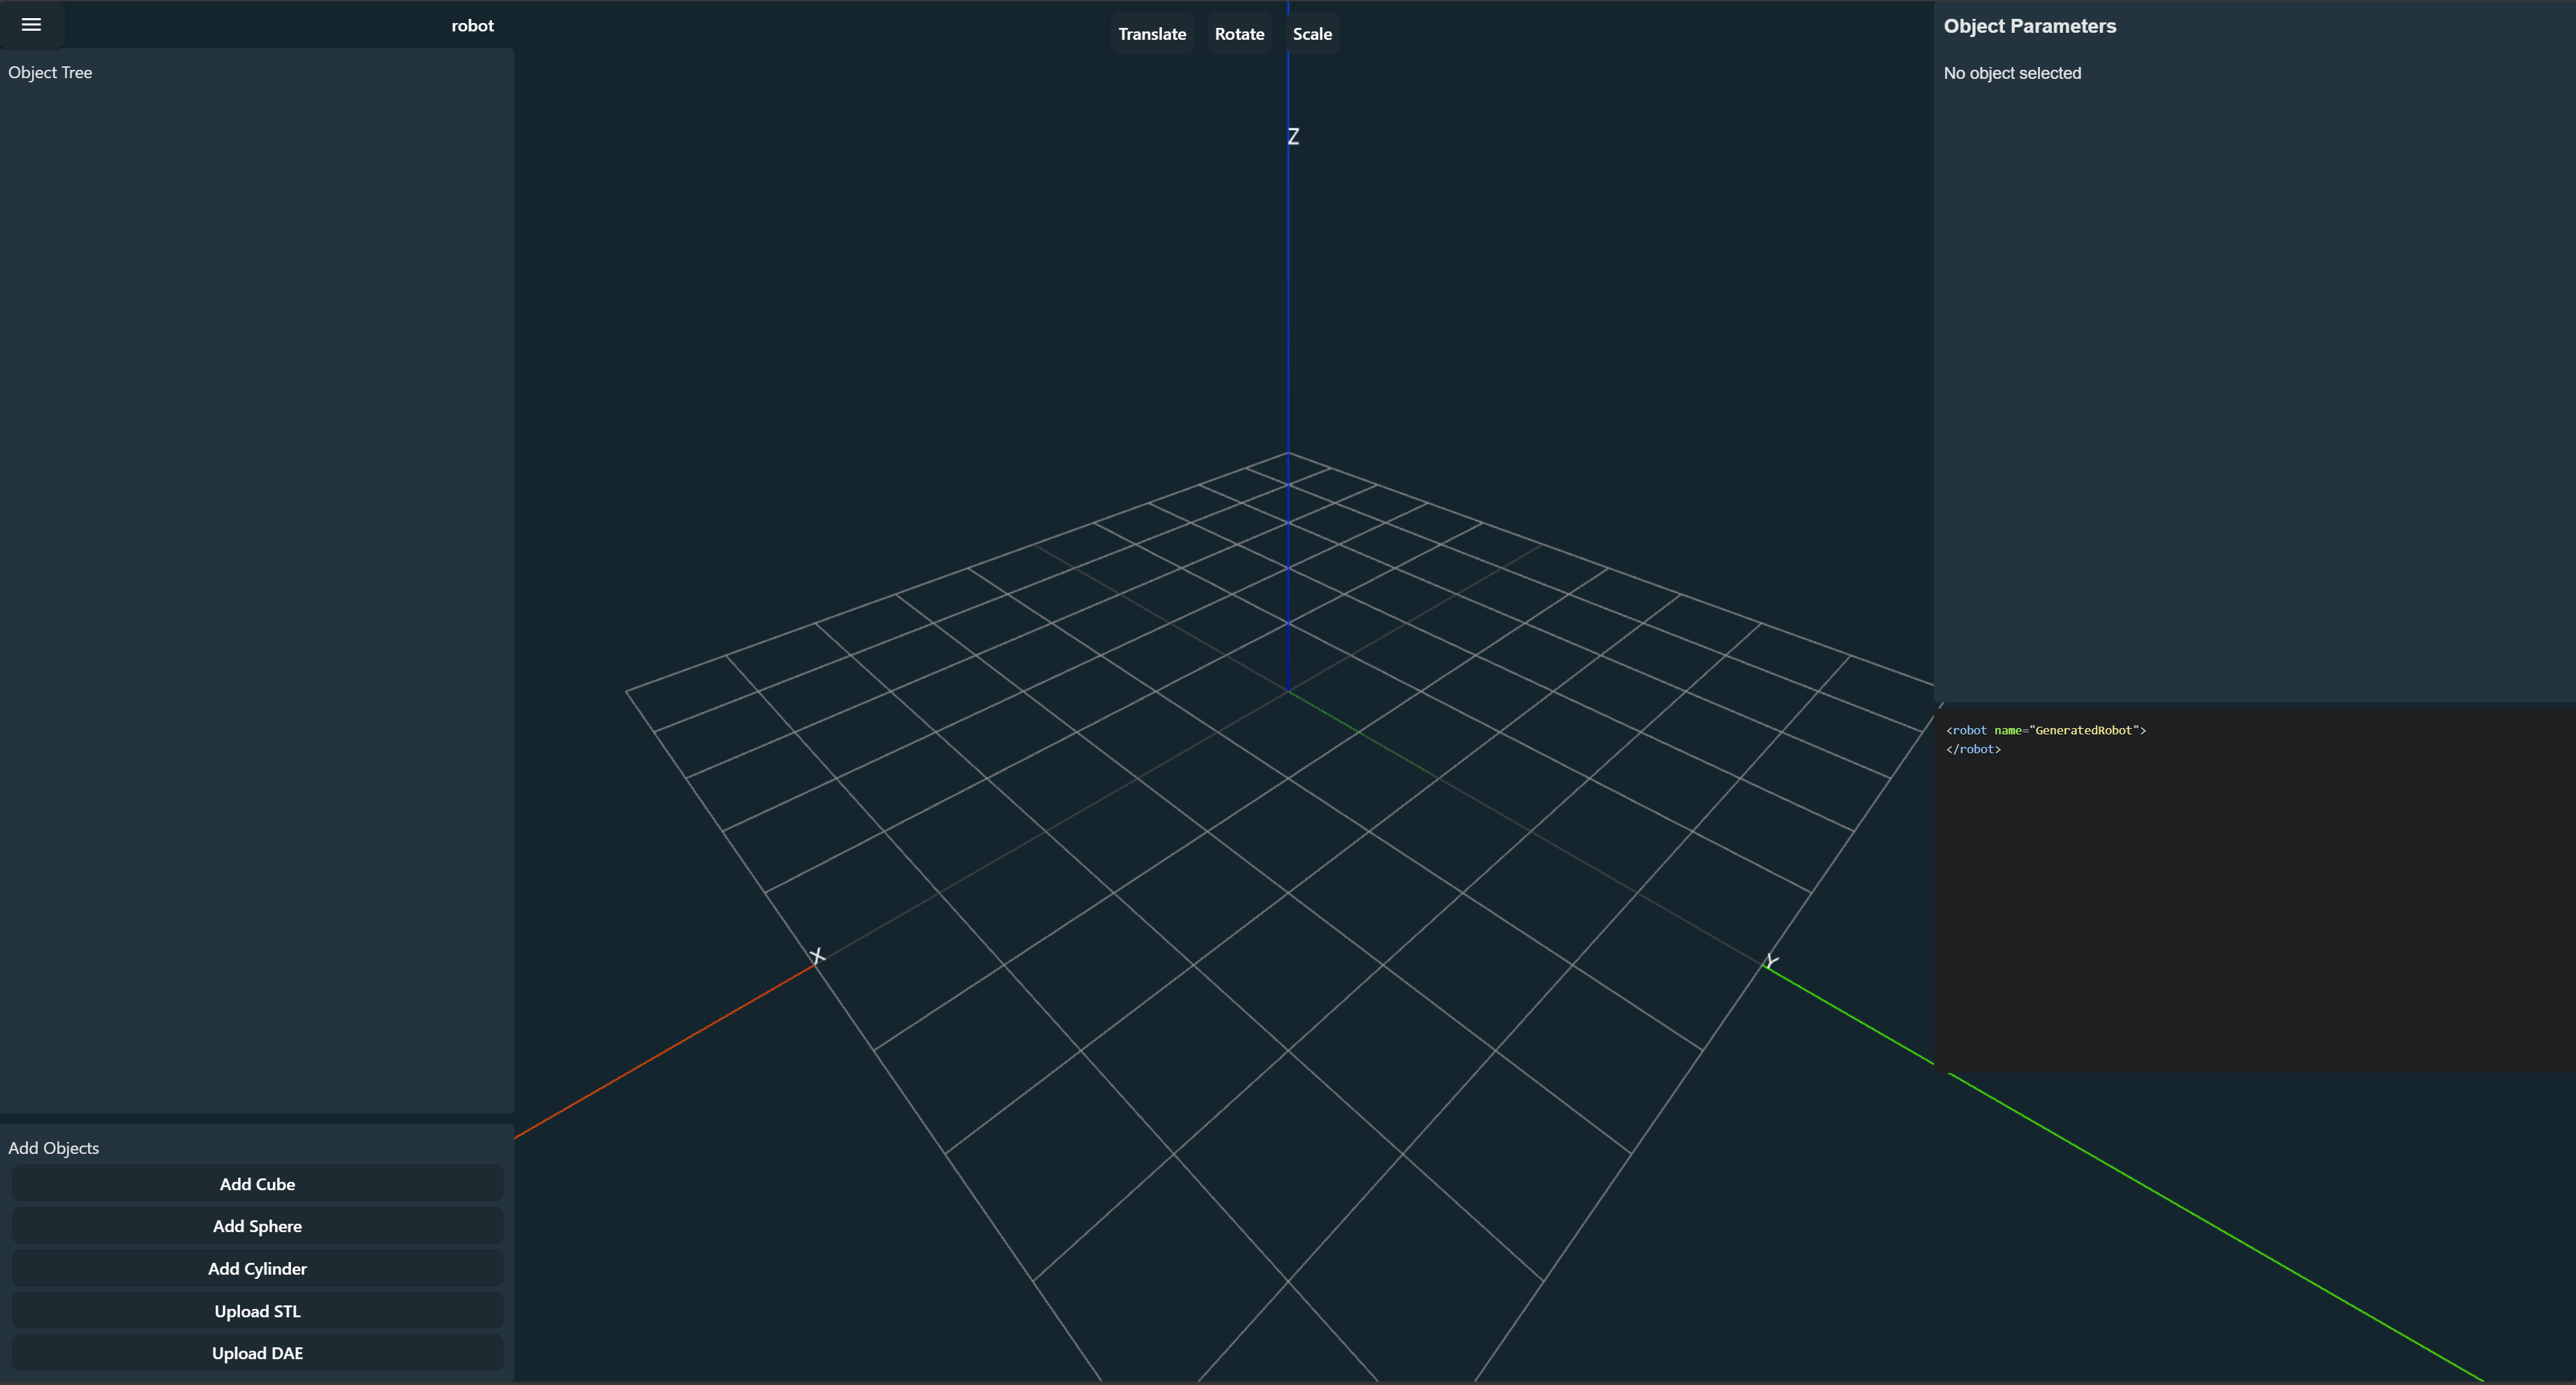 robot
Object Tree
Add Objects
Add Cube
Add Sphere
Add Cylinder
Upload STL
Upload DAE
Translate
Rotate
Scale
Z
X
Y
Object Parameters
No object selected
<robot name="GeneratedRobot">
</robot>